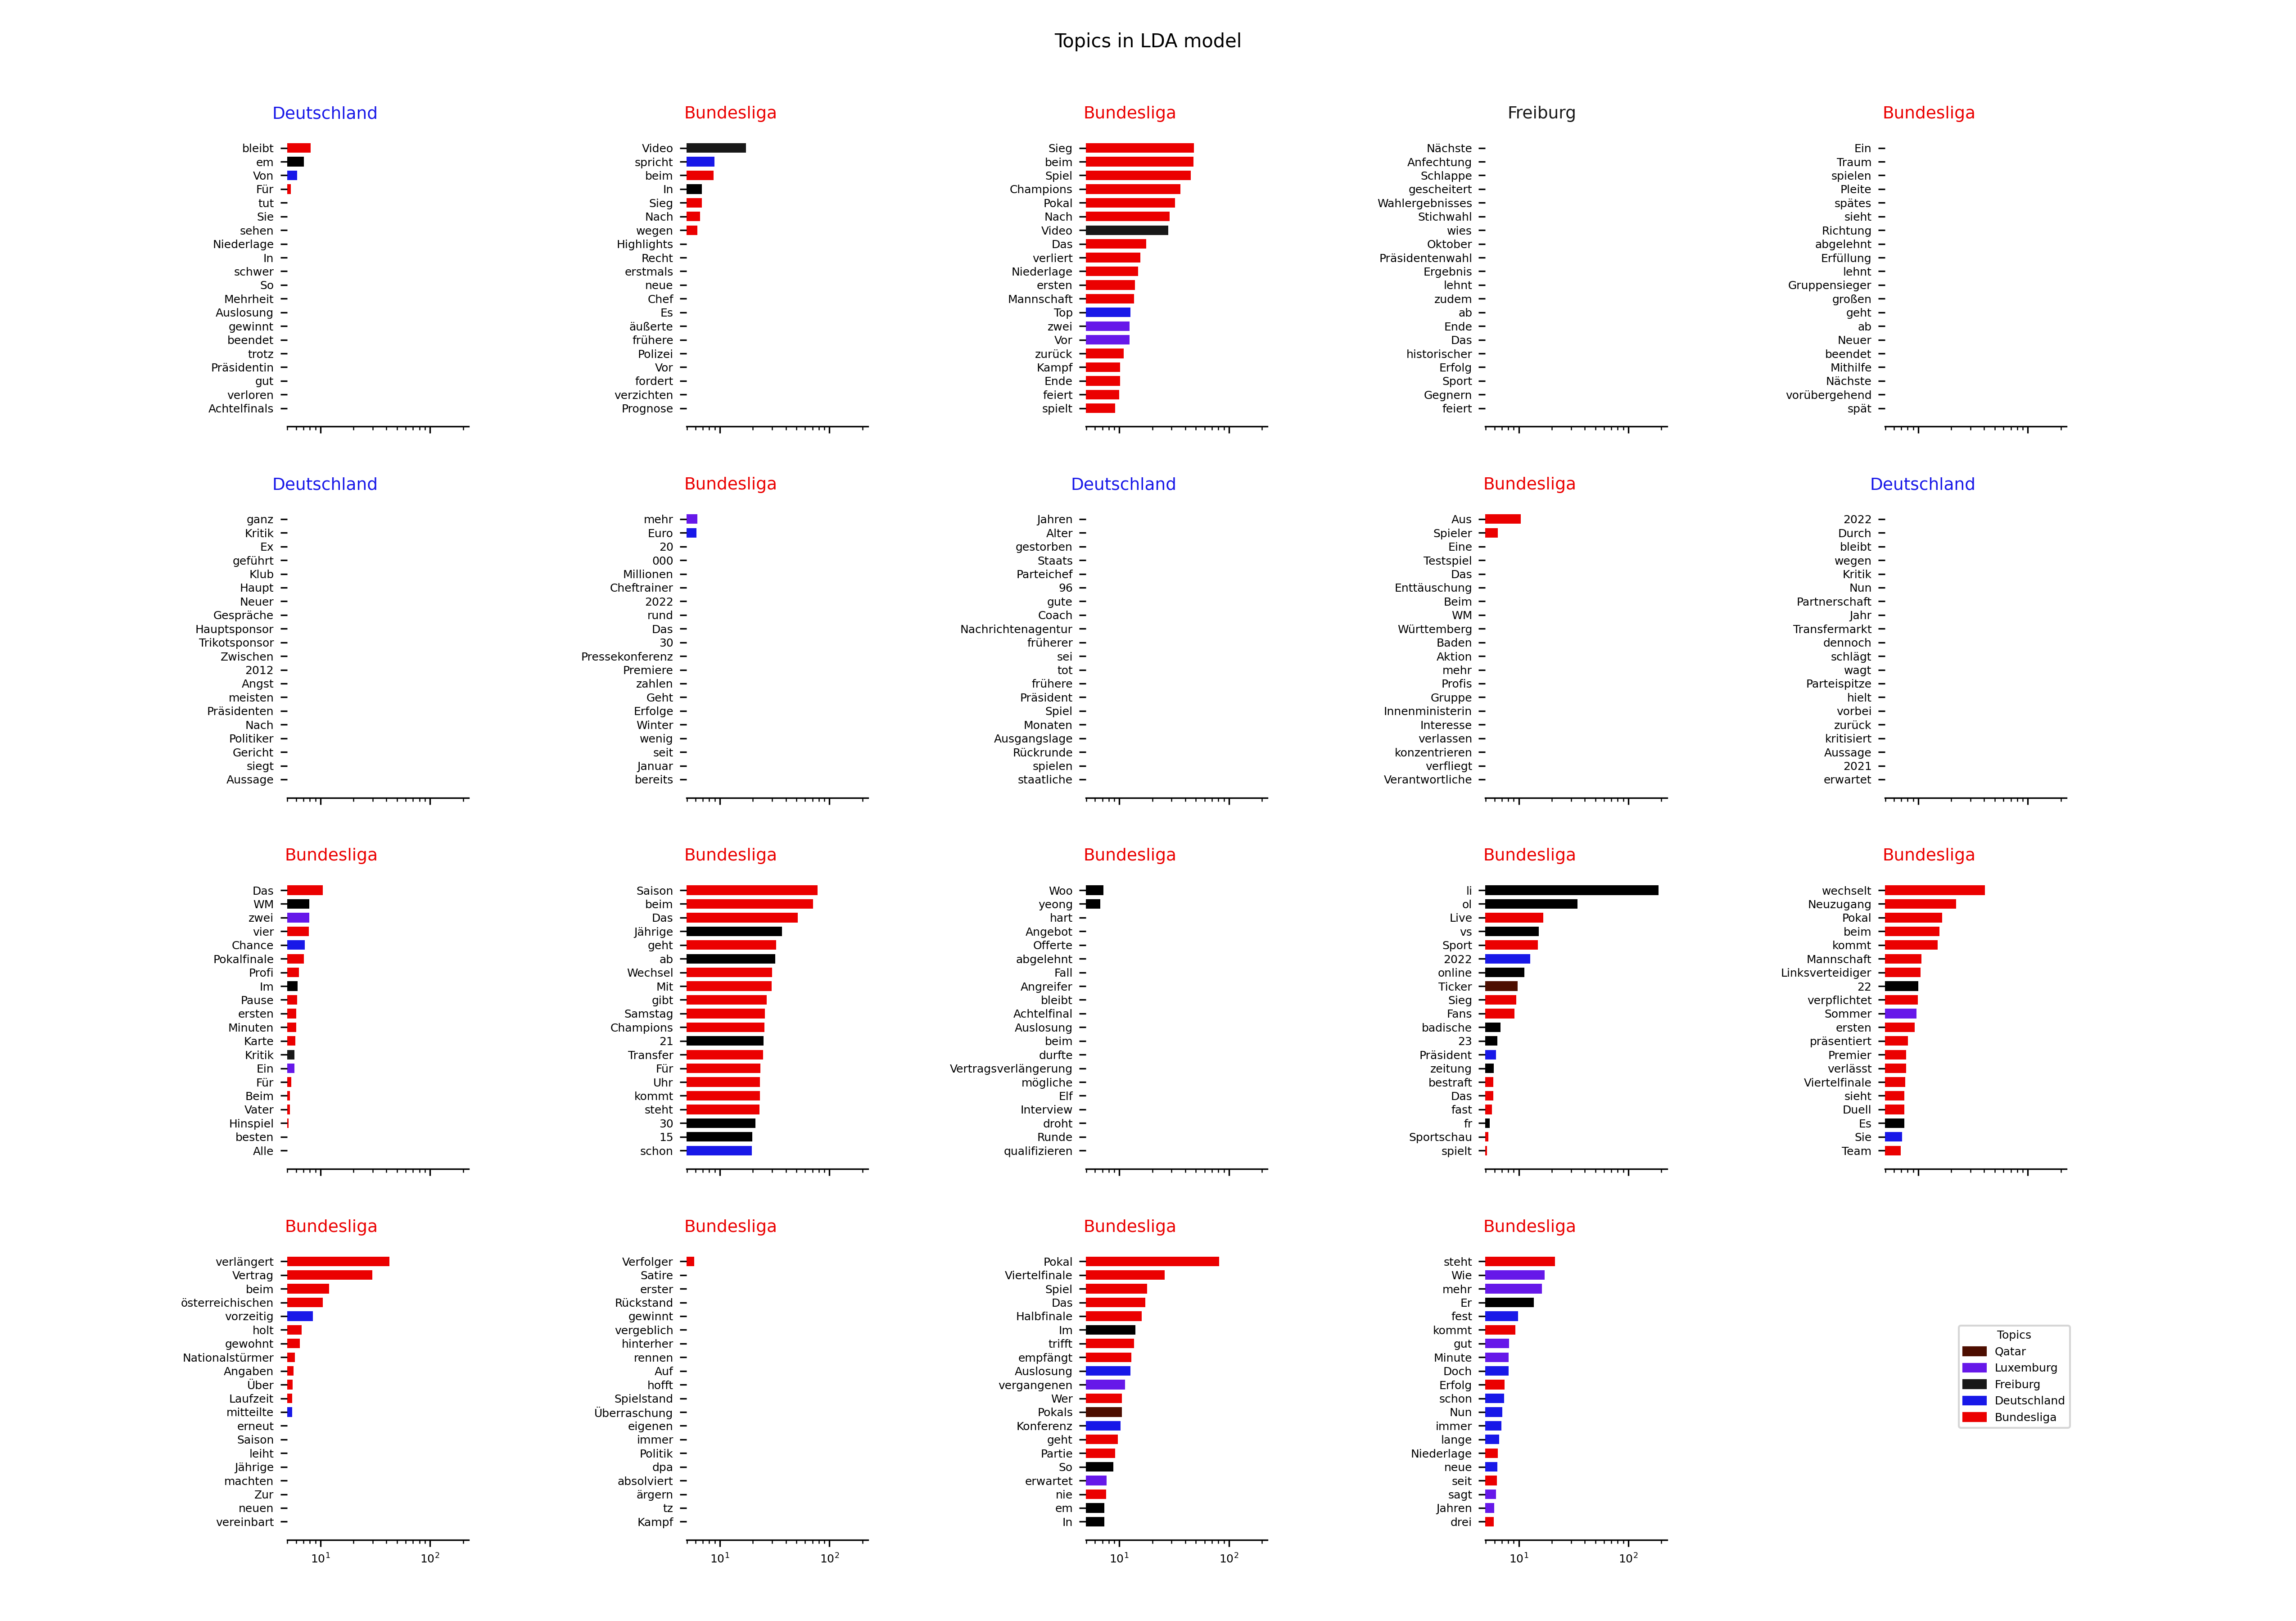 Topics in LDA model
Deutschland
bleibt
em
Von
Für
tut
Sie
sehen
Niederlage
In
schwer
So
Mehrheit
Auslosung
gewinnt
beendet
trotz
Präsidentin
gut
verloren
Achtelfinals
Bundesliga
Video
spricht
beim
In
Sieg
Nach
wegen
Highlights
Recht
erstmals
neue
Chef
Es
äußerte
frühere
Polizei
Vor
fordert
verzichten
Prognose
Bundesliga
Sieg
beim
Spiel
Champions
Pokal
Nach
Video
Das
verliert
Niederlage
ersten
Mannschaft
Top
zwei
Vor
zurück
Kampf
Ende
feiert
spielt
Freiburg
Nächste
Anfechtung
Schlappe
gescheitert
Wahlergebnisses
Stichwahl
wies
Oktober
Präsidentenwahl
Ergebnis
lehnt
zudem
ab
Ende
Das
historischer
Erfolg
Sport
Gegnern
feiert
Bundesliga
Ein
Traum
spielen
Pleite
spätes
sieht
Richtung
abgelehnt
Erfüllung
lehnt
Gruppensieger
großen
geht
ab
Neuer
beendet
Mithilfe
Nächste
vorübergehend
spät
Deutschland
ganz
Kritik
Ex
geführt
Klub
Haupt
Neuer
Gespräche
Hauptsponsor
Trikotsponsor
Zwischen
2012
Angst
meisten
Präsidenten
Nach
Politiker
Gericht
siegt
Aussage
Bundesliga
mehr
Euro
20
000
Millionen
Cheftrainer
2022
rund
Das
30
Pressekonferenz
Premiere
zahlen
Geht
Erfolge
Winter
wenig
seit
Januar
bereits
Deutschland
Jahren
Alter
gestorben
Staats
Parteichef
96
gute
Coach
Nachrichtenagentur
früherer
sei
tot
frühere
Präsident
Spiel
Monaten
Ausgangslage
Rückrunde
spielen
staatliche
Bundesliga
Aus
Spieler
Eine
Testspiel
Das
Enttäuschung
Beim
WM
Württemberg
Baden
Aktion
mehr
Profis
Gruppe
Innenministerin
Interesse
verlassen
konzentrieren
verfliegt
Verantwortliche
Deutschland
2022
Durch
bleibt
wegen
Kritik
Nun
Partnerschaft
Jahr
Transfermarkt
dennoch
schlägt
wagt
Parteispitze
hielt
vorbei
zurück
kritisiert
Aussage
2021
erwartet
Bundesliga
Das
WM
zwei
vier
Chance
Pokalfinale
Profi
Im
Pause
ersten
Minuten
Karte
Kritik
Ein
Für
Beim
Vater
Hinspiel
besten
Alle
Bundesliga
Saison
beim
Das
Jährige
geht
ab
Wechsel
Mit
gibt
Samstag
Champions
21
Transfer
Für
Uhr
kommt
steht
30
15
schon
Bundesliga
Woo
yeong
hart
Angebot
Offerte
abgelehnt
Fall
Angreifer
bleibt
Achtelfinal
Auslosung
beim
durfte
Vertragsverlängerung
mögliche
Elf
Interview
droht
Runde
qualifizieren
Bundesliga
li
ol
Live
vs
Sport
2022
online
Ticker
Sieg
Fans
badische
23
Präsident
zeitung
bestraft
Das
fast
fr
Sportschau
spielt
Bundesliga
wechselt
Neuzugang
Pokal
beim
kommt
Mannschaft
Linksverteidiger
22
verpflichtet
Sommer
ersten
präsentiert
Premier
verlässt
Viertelfinale
sieht
Duell
Es
Sie
Team
Bundesliga
verlängert
Vertrag
beim
österreichischen
vorzeitig
holt
gewohnt
Nationalstürmer
Angaben
Über
Laufzeit
mitteilte
erneut
Saison
leiht
Jährige
machten
Zur
neuen
vereinbart
10¹ 10²
Bundesliga
Verfolger
Satire
erster
Rückstand
gewinnt
vergeblich
hinterher
rennen
Auf
hofft
Spielstand
Überraschung
eigenen
immer
Politik
dpa
absolviert
ärgern
tz
Kampf
10¹ 10²
Bundesliga
Pokal
Viertelfinale
Spiel
Das
Halbfinale
Im
trifft
empfängt
Auslosung
vergangenen
Wer
Pokals
Konferenz
geht
Partie
So
erwartet
nie
em
In
10¹ 10²
Bundesliga
steht
Wie
mehr
Er
fest
kommt
gut
Minute
Doch
Erfolg
schon
Nun
immer
lange
Niederlage
neue
seit
sagt
Jahren
drei
10¹ 10²
Topics
Qatar
Luxemburg
Freiburg
Deutschland
Bundesliga